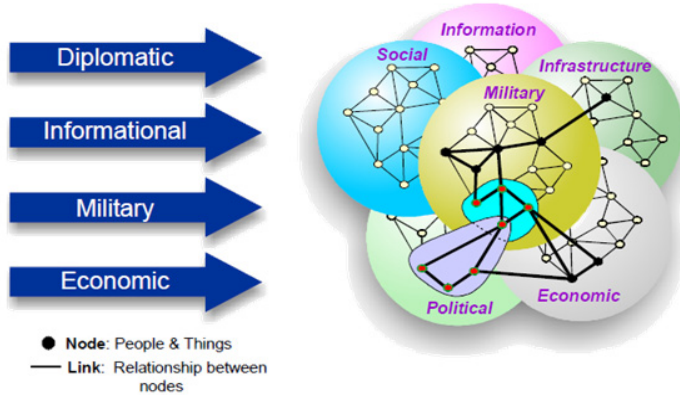 Diplomatic
Informational
Military
Economic
Node: People & Things
Link: Relationship between
nodes
Information
Social
Infrastructure
Military
Political
Economic